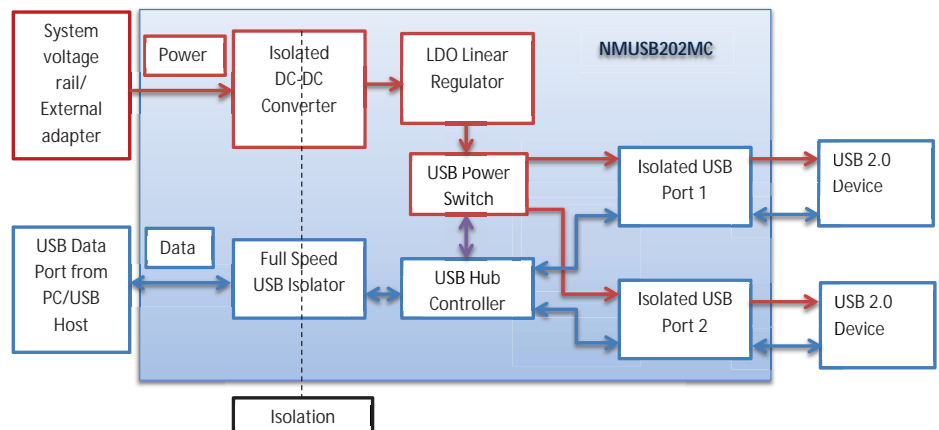 System
voltage
rail/
External
adapter
Power
Isolated
DC-DC
Converter
LDO Linear
Regulator
NMUSB202MC
USB Power
Switch
Isolated USB
Port 1
USB 2.0
Device
USB Data
Port from
PC/USB
Host
Data
Full Speed
USB Isolator
USB Hub
Controller
Isolated USB
Port 2
USB 2.0
Device
Isolation